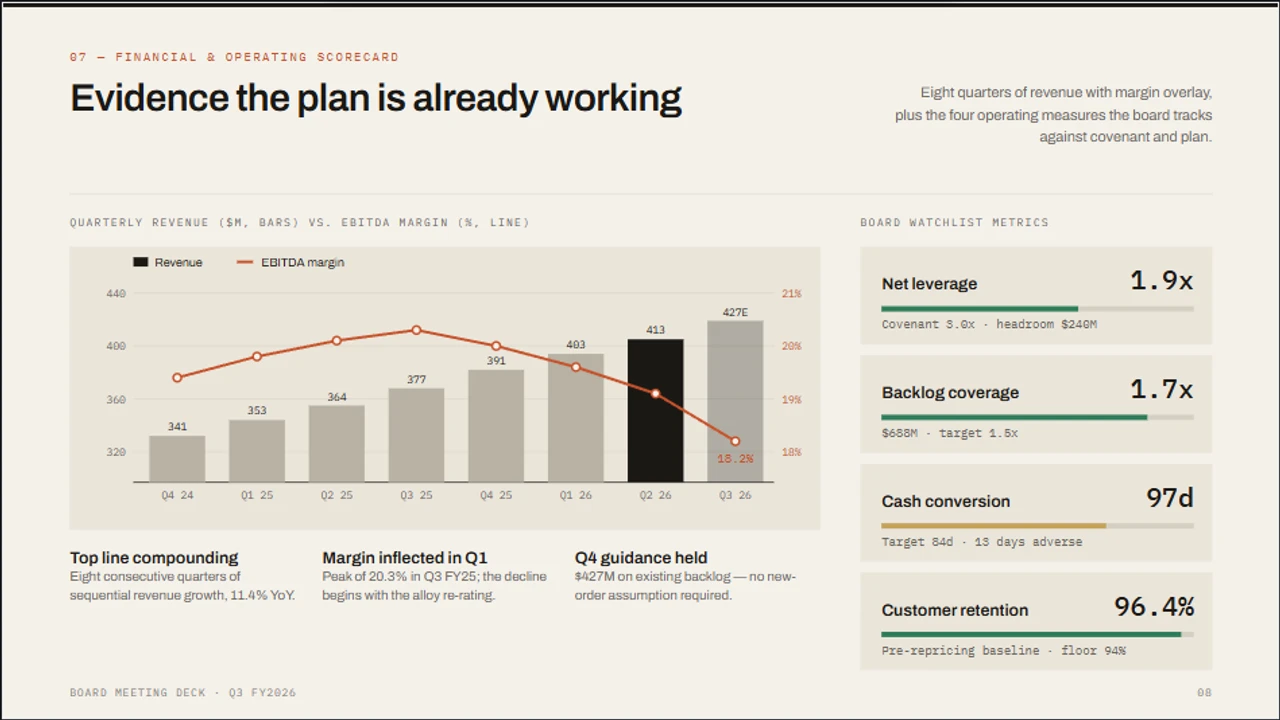 07 — FINANCIAL & OPERATING SCORECARD
Evidence the plan is already working
Eight quarters of revenue with margin overlay,
plus the four operating measures the board tracks
against covenant and plan.
QUARTERLY REVENUE ($M, BARS) VS. EBITDA MARGIN (%, LINE)
Revenue
EBITDA margin
440
400
360
320
21%
20%
19%
18%
341
353
364
377
391
403
413
427E
18.2%
Q4 24
Q1 25
Q2 25
Q3 25
Q4 25
Q1 26
Q2 26
Q3 26
Top line compounding
Eight consecutive quarters of
sequential revenue growth, 11.4% YoY.
Margin inflected in Q1
Peak of 20.3% in Q3 FY25; the decline
begins with the alloy re-rating.
Q4 guidance held
$427M on existing backlog — no new-
order assumption required.
BOARD WATCHLIST METRICS
Net leverage
1.9x
Covenant 3.0x · headroom $240M
Backlog coverage
1.7x
$688M · target 1.5x
Cash conversion
97d
Target 84d · 13 days adverse
Customer retention
96.4%
Pre-repricing baseline · floor 94%
BOARD MEETING DECK · Q3 FY2026
08